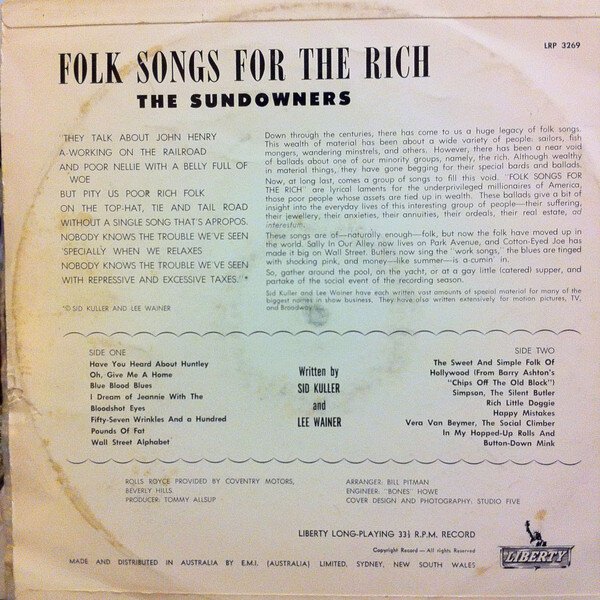 LRP 3269
FOLK SONGS FOR THE RICH
THE SUNDOWNERS
"THEY TALK ABOUT JOHN HENRY
A-WORKING ON THE RAILROAD
AND POOR NELLIE WITH A BELLY FULL OF
WOE
BUT PITY US POOR RICH FOLK
ON THE TOP-HAT, TIE AND TAIL ROAD
WITHOUT A SINGLE SONG THAT'S APROPOS.
NOBODY KNOWS THE TROUBLE WE'VE SEEN
'SPECIALLY WHEN WE RELAXES
NOBODY KNOWS THE TROUBLE WE'VE SEEN
WITH REPRESSIVE AND EXCESSIVE TAXES."*
*© SID KULLER AND LEE WAINER
Down through the centuries, there has come to us a huge legacy of folk songs.
This wealth of material has been about a wide variety of people: sailors, fish
mongers, wandering minstrels, and others. However, there has been a near void
of ballads about one of our minority groups, namely, the rich. Although wealthy
in material things, they have gone begging for their special bards and ballads.
Now, at long last, comes a group of songs to fill this void. "FOLK SONGS FOR
THE RICH" are lyrical laments for the underprivileged millionaires of America,
those poor people whose assets are tied up in wealth. These ballads give a bit of
insight into the everyday lives of this interesting group of people—their suffering,
their jewellery, their anxieties, their annuities, their ordeals, their real estate, ad
interestum.
These songs are of—naturally enough—folk, but now the folk have moved up in
the world. Sally In Our Alley now lives on Park Avenue, and Cotton-Eyed Joe has
made it big on Wall Street. Butlers now sing the "work songs," the blues are tinged
with shocking pink, and money—like summer—is a-cumin' in.
So, gather around the pool, on the yacht, or at a gay little (catered) supper, and
partake of the social event of the recording season.
Sid Kuller and Lee Wainer have each written vast amounts of special material for many of the
biggest names in show business. They have also written extensively for motion pictures, TV,
and Broadway.
SIDE ONE
Have You Heard About Huntley
Oh, Give Me A Home
Blue Blood Blues
I Dream of Jeannie With The
Bloodshot Eyes
Fifty-Seven Wrinkles And a Hundred
Pounds Of Fat
Wall Street Alphabet
Written by
SID KULLER
and
LEE WAINER
SIDE TWO
The Sweet And Simple Folk Of
Hollywood (From Barry Ashton's
"Chips Off The Old Block")
Simpson, The Silent Butler
Rich Little Doggie
Happy Mistakes
Vera Van Beymer, The Social Climber
In My Hopped-Up Rolls And
Button-Down Mink
ROLLS ROYCE PROVIDED BY COVENTRY MOTORS,
BEVERLY HILLS
PRODUCER: TOMMY ALLSUP
ARRANGER: BILL PITMAN
ENGINEER: "BONES" HOWE
COVER DESIGN AND PHOTOGRAPHY: STUDIO FIVE
LIBERTY LONG-PLAYING 33⅓ R.P.M. RECORD
Copyright Record — All rights Reserved
MADE AND DISTRIBUTED IN AUSTRALIA BY E.M.I. (AUSTRALIA) LIMITED, SYDNEY, NEW SOUTH WALES
LIBERTY